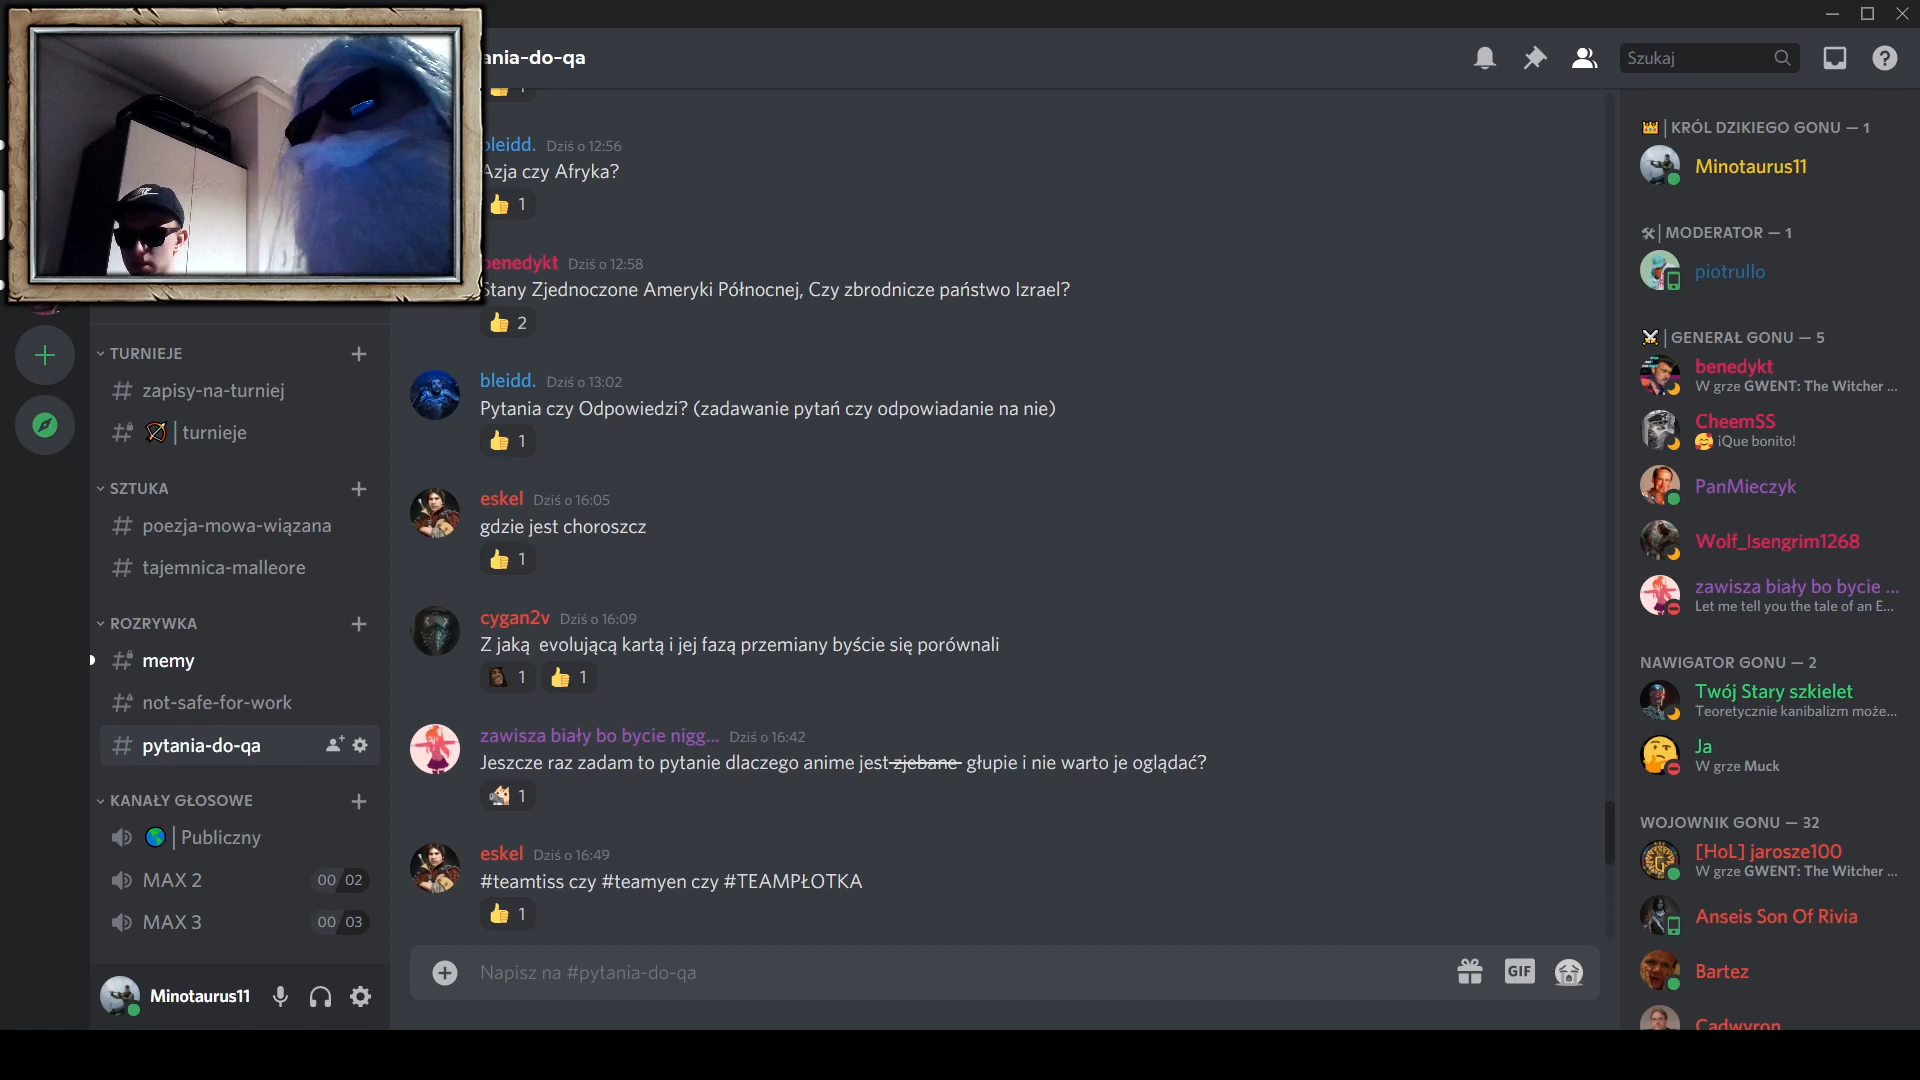 ania-do-qa
Szukaj
1
bleidd. Dziś o 12:56
Azja czy Afryka?
1
benedykt Dziś o 12:58
Stany Zjednoczone Ameryki Północnej, Czy zbrodnicze państwo Izrael?
2
bleidd. Dziś o 13:02
Pytania czy Odpowiedzi? (zadawanie pytań czy odpowiadanie na nie)
1
eskel Dziś o 16:05
gdzie jest choroszcz
1
cygan2v Dziś o 16:09
Z jaką evolującą kartą i jej fazą przemiany byście się porównali
1 1
zawisza biały bo bycie nigg... Dziś o 16:42
Jeszcze raz zadam to pytanie dlaczego anime jest zjebane głupie i nie warto je oglądać?
1
eskel Dziś o 16:49
#teamtiss czy #teamyen czy #TEAMPŁOTKA
1
Napisz na #pytania-do-qa
GIF
TURNIEJE
zapisy-na-turniej
| turnieje
SZTUKA
poezja-mowa-wiązana
tajemnica-malleore
ROZRYWKA
memy
not-safe-for-work
pytania-do-qa
KANAŁY GŁOSOWE
| Publiczny
MAX 2 00 02
MAX 3 00 03
Minotaurus11
| KRÓL DZIKIEGO GONU — 1
Minotaurus11
| MODERATOR — 1
piotrullo
| GENERAŁ GONU — 5
benedykt
W grze GWENT: The Witcher ...
CheemSS
¡Que bonito!
PanMieczyk
Wolf_Isengrim1268
zawisza biały bo bycie ...
Let me tell you the tale of an E...
NAWIGATOR GONU — 2
Twój Stary szkielet
Teoretycznie kanibalizm może...
Ja
W grze Muck
WOJOWNIK GONU — 32
[HoL] jarosze100
W grze GWENT: The Witcher ...
Anseis Son Of Rivia
Bartez
Cadwyron